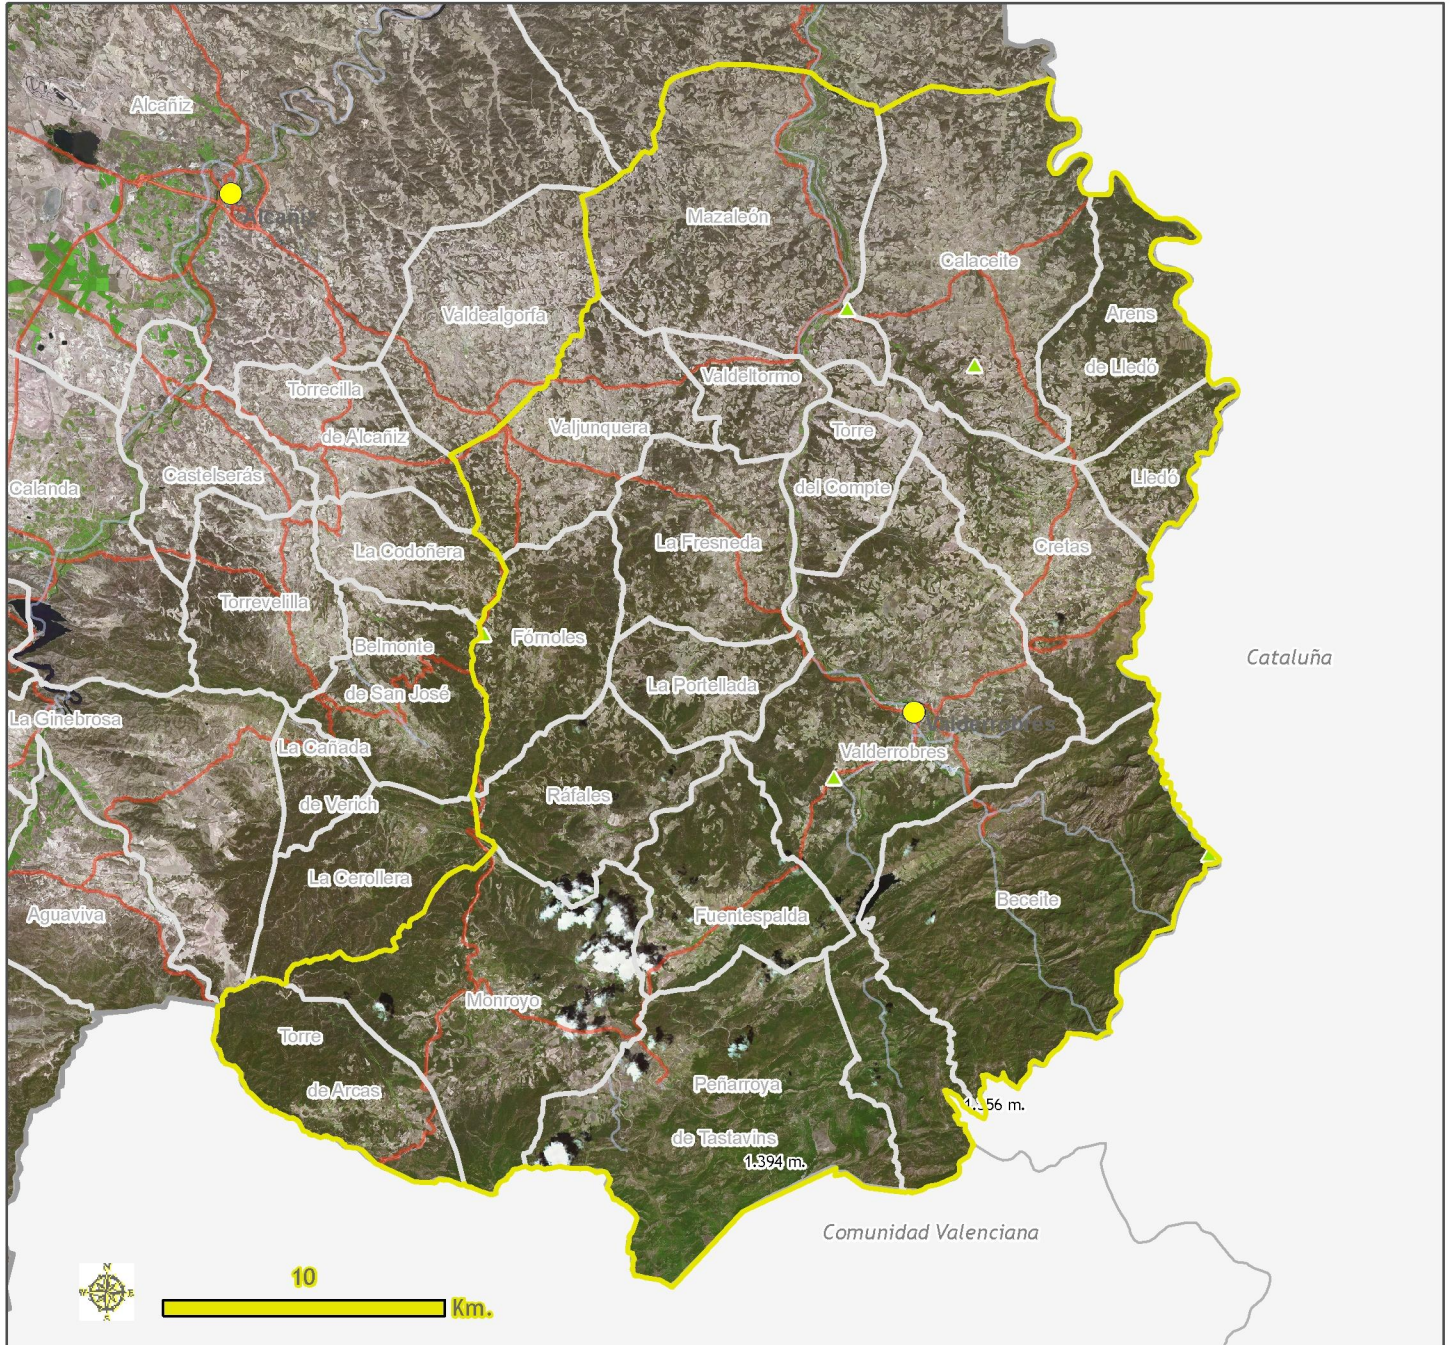 Alcañiz
Alcañiz
Mazaleón
Calaceite
Valdealgorfa
Arens
de Lledó
Torrecilla
de Alcañiz
Valdeltormo
Valjunquera
Torre
del Compte
Castelserás
Calanda
Lledó
La Codoñera
La Fresneda
Cretas
Torrevelilla
Belmonte
de San José
Fórnoles
La Portellada
Cataluña
La Ginebrosa
La Cañada
de Verich
Valderrobres
Valderrobres
Ráfales
La Cerollera
Aguaviva
Fuentespalda
Beceite
Monroyo
Torre
de Arcas
Peñarroya
de Tastavins
1.394 m.
Comunidad Valenciana
N
W
E
S
10
Km.